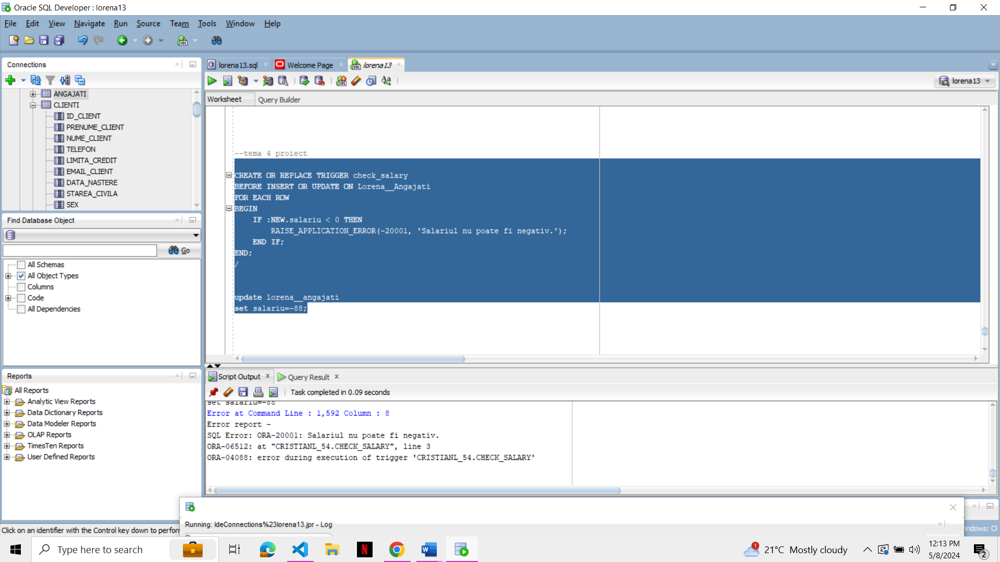 Oracle SQL Developer : lorena13
File Edit View Navigate Run Source Team Tools Window Help
Connections
ANGAJATI
CLIENTI
ID_CLIENT
PRENUME_CLIENT
NUME_CLIENT
TELEFON
LIMITA_CREDIT
EMAIL_CLIENT
DATA_NASTERE
STAREA_CIVILA
SEX
Find Database Object
Go
All Schemas
All Object Types
Columns
Code
All Dependencies
Reports
All Reports
Analytic View Reports
Data Dictionary Reports
Data Modeler Reports
OLAP Reports
TimesTen Reports
User Defined Reports
lorena13.sql Welcome Page lorena13
lorena13
Worksheet Query Builder
--tema 4 proiect
CREATE OR REPLACE TRIGGER check_salary
BEFORE INSERT OR UPDATE ON Lorena__Angajati
FOR EACH ROW
BEGIN
IF :NEW.salariu < 0 THEN
RAISE_APPLICATION_ERROR(-20001, 'Salariul nu poate fi negativ.');
END IF;
END;
/
update lorena__angajati
set salariu=-88;
Script Output Query Result
Task completed in 0.09 seconds
set salariu=-88
Error at Command Line : 1,592 Column : 8
Error report -
SQL Error: ORA-20001: Salariul nu poate fi negativ.
ORA-06512: at "CRISTIANL_54.CHECK_SALARY", line 3
ORA-04088: error during execution of trigger 'CRISTIANL_54.CHECK_SALARY'
Running: IdeConnections%23lorena13.jpr - Log
Click on an identifier with the Control key down to perfor
indows: CF
Type here to search
1
21°C Mostly cloudy
12:13 PM
5/8/2024
2